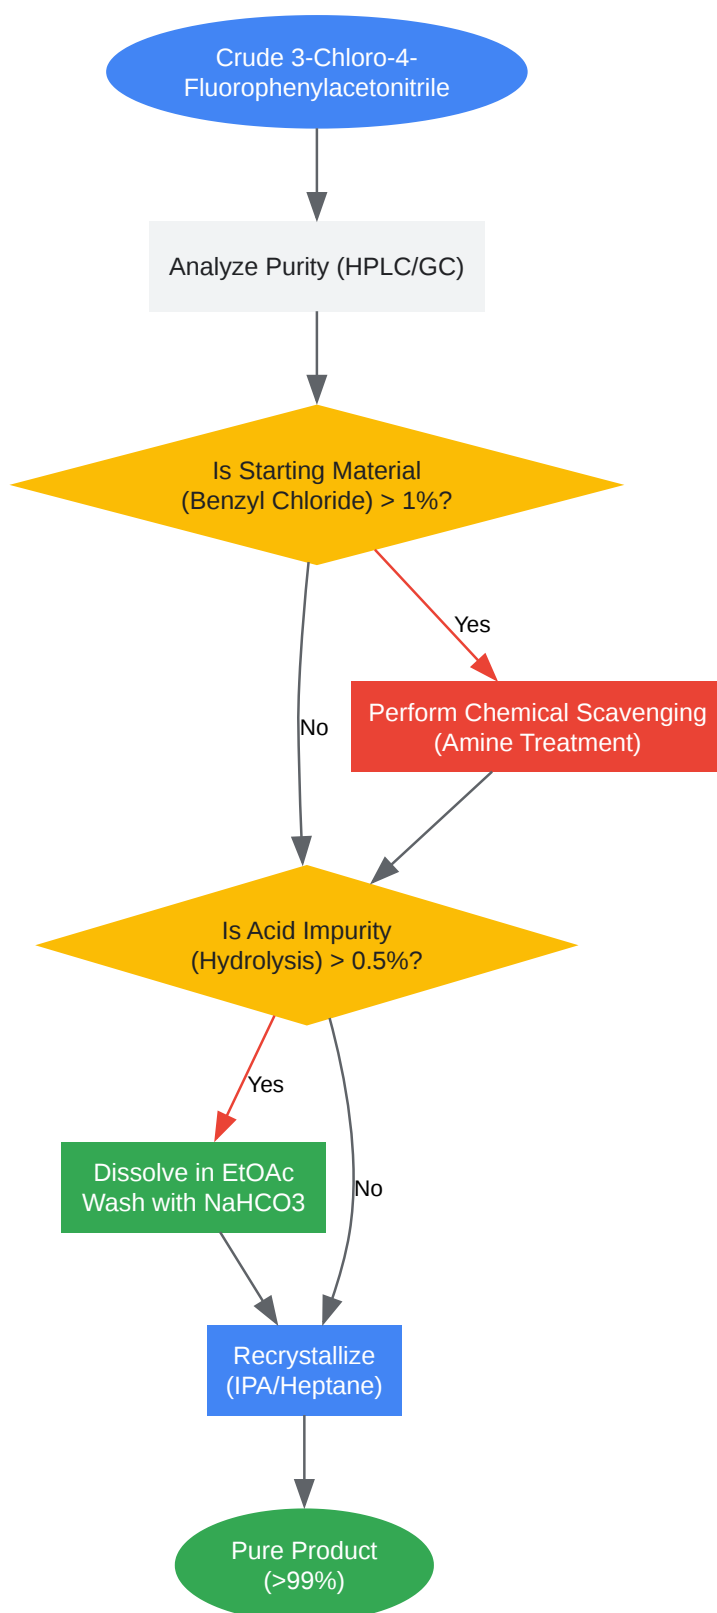 Crude 3-Chloro-4-
Fluorophenylacetonitrile
Analyze Purity (HPLC/GC)
Is Starting Material
(Benzyl Chloride) > 1%?
Yes
Perform Chemical Scavenging
(Amine Treatment)
No
Is Acid Impurity
(Hydrolysis) > 0.5%?
Yes
Dissolve in EtOAc
Wash with NaHCO3
No
Recrystallize
(IPA/Heptane)
Pure Product
(>99%)